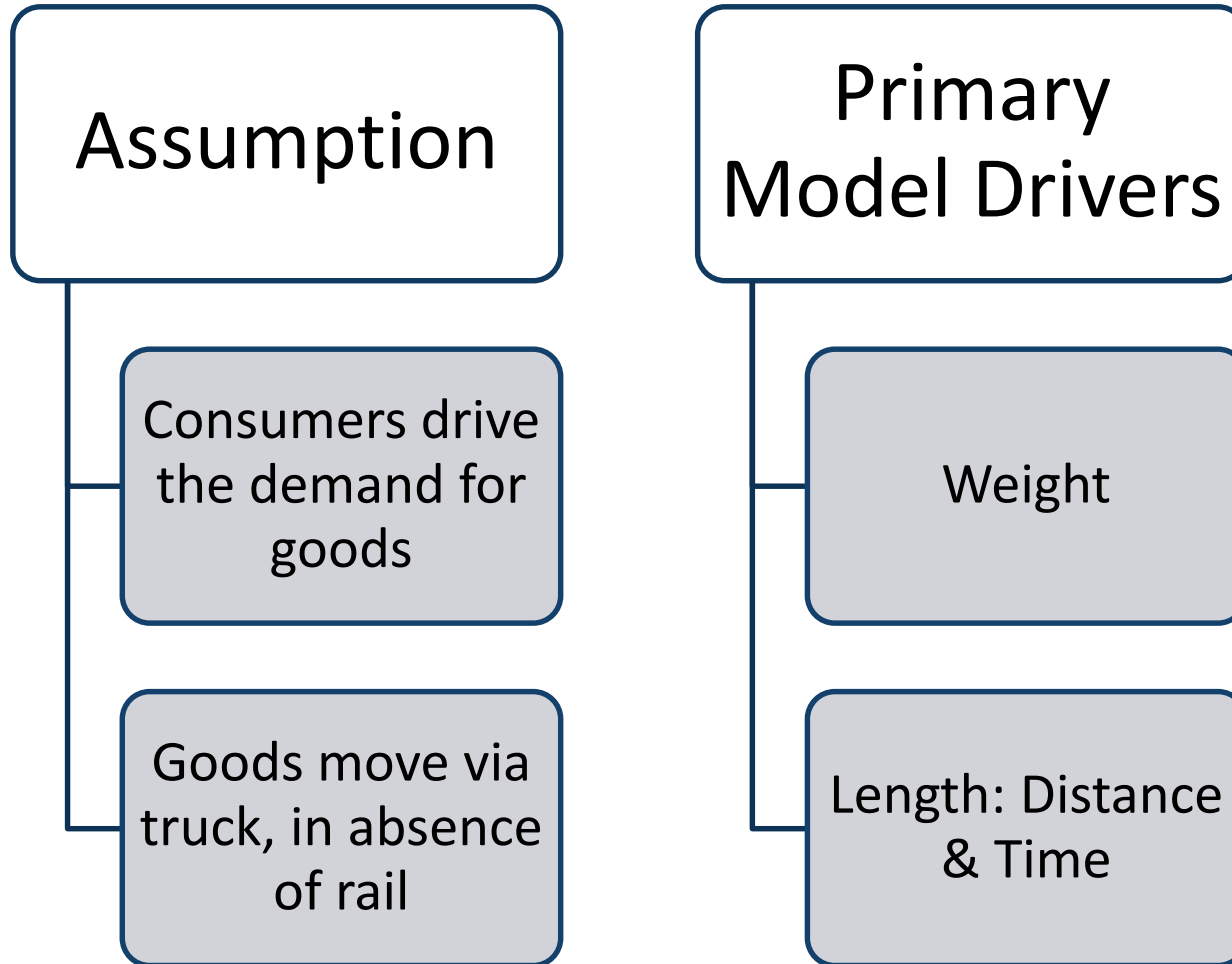 Assumption
Consumers drive
the demand for
goods
Goods move via
truck, in absence
of rail
Primary
Model Drivers
Weight
Length: Distance
& Time